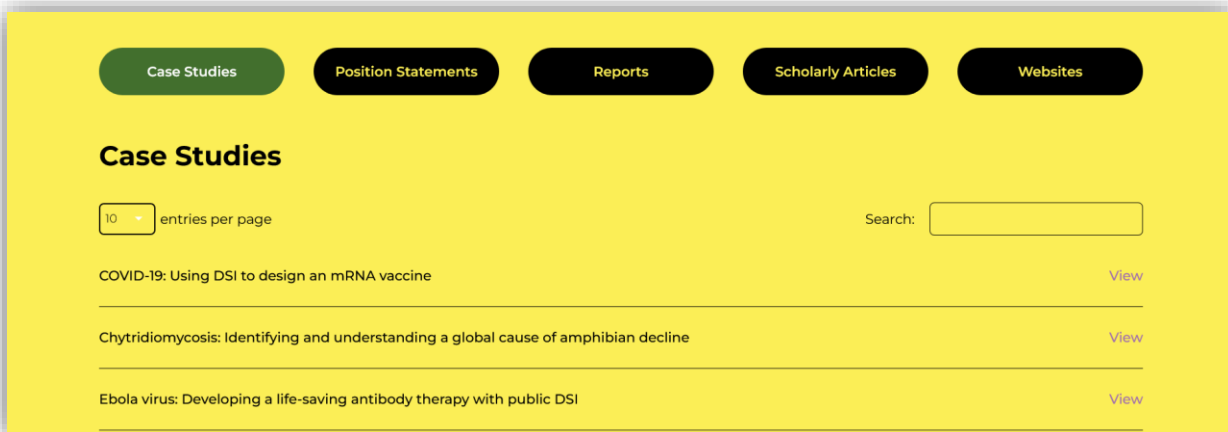 Case Studies Position Statements Reports Scholarly Articles Websites
Case Studies
10 entries per page Search:
COVID-19: Using DSI to design an mRNA vaccine View
Chytridiomycosis: Identifying and understanding a global cause of amphibian decline View
Ebola virus: Developing a life-saving antibody therapy with public DSI View